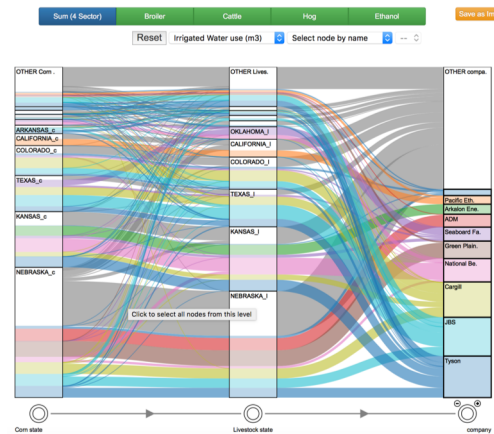 Sum (4 Sector) Broiler Cattle Hog Ethanol Save as Im
Reset Irrigated Water use (m3) Select node by name --
OTHER Corn . OTHER Lives. OTHER compa.
ARKANSAS_c OKLAHOMA_l
CALIFORNIA_c CALIFORNIA_l
COLORADO_c COLORADO_l
TEXAS_c TEXAS_l Pacific Eth.
Arkalon Ene.
KANSAS_c KANSAS_l ADM
Seaboard Fa.
Green Plain.
National Be.
NEBRASKA_c NEBRASKA_l Cargill
Click to select all nodes from this level JBS
Tyson
Corn state Livestock state company